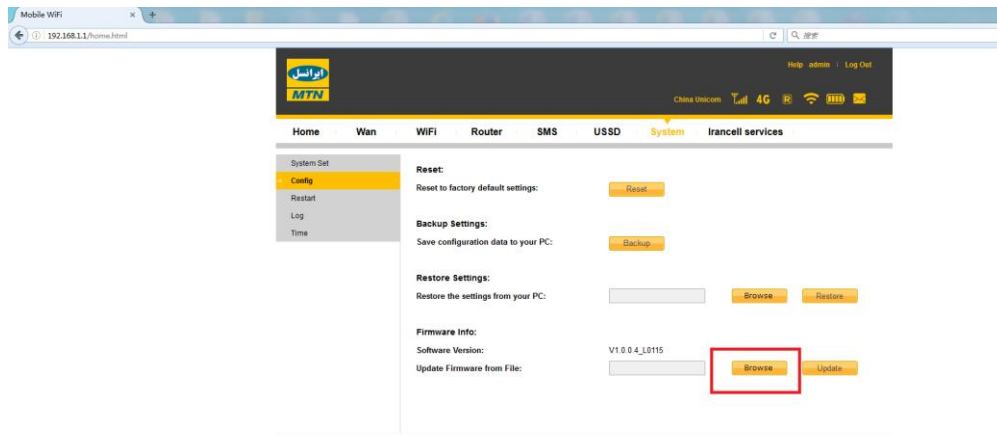 Mobile WiFi × +
192.168.1.1/home.html 搜索
Help admin | Log Out
ایرانسل
MTN
China Unicom 4G R
Home Wan WiFi Router SMS USSD System Irancell services
System Set
Config
Restart
Log
Time
Reset:
Reset to factory default settings: Reset
Backup Settings:
Save configuration data to your PC: Backup
Restore Settings:
Restore the settings from your PC: Browse Restore
Firmware Info:
Software Version: V1.0.0.4_L0115
Update Firmware from File: Browse Update